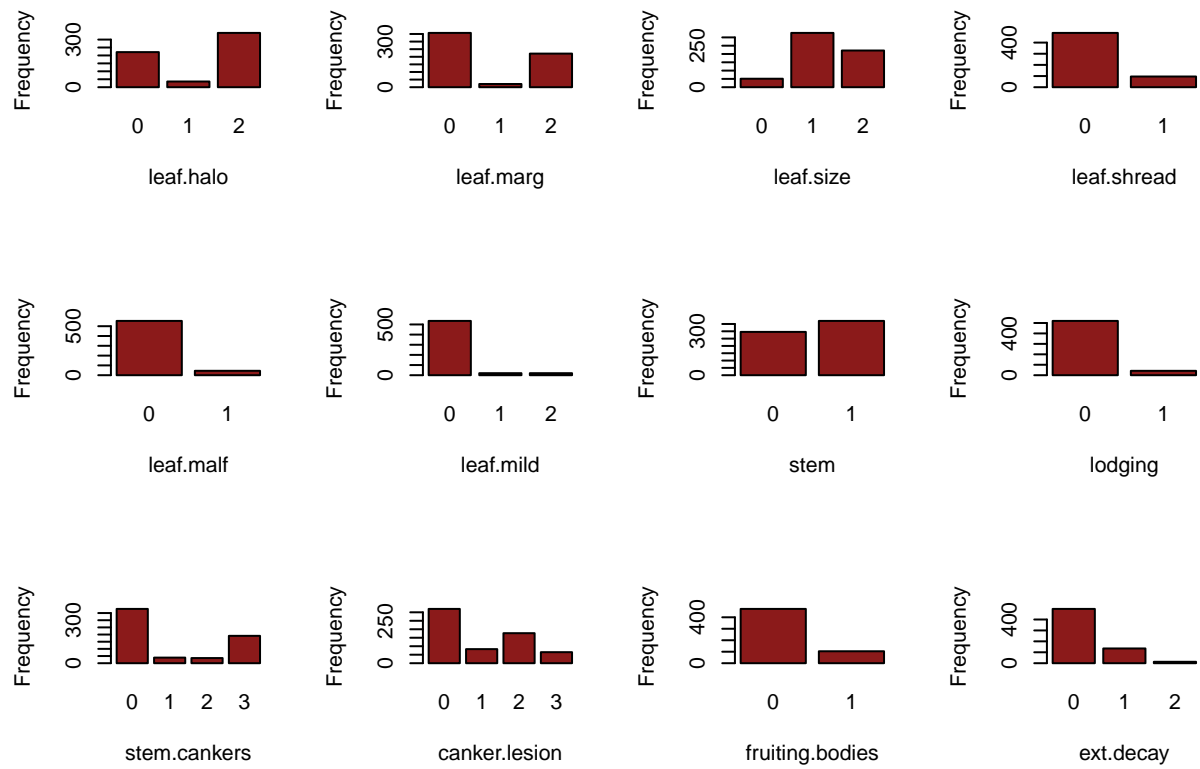 Frequency
0 300
0 1 2
leaf.halo
Frequency
0 300
0 1 2
leaf.marg
Frequency
0 250
0 1 2
leaf.size
Frequency
0 400
0 1
leaf.shread
Frequency
0 500
0 1
leaf.malf
Frequency
0 500
0 1 2
leaf.mild
Frequency
0 300
0 1
stem
Frequency
0 400
0 1
lodging
Frequency
0 300
0 1 2 3
stem.cankers
Frequency
0 250
0 1 2 3
canker.lesion
Frequency
0 400
0 1
fruiting.bodies
Frequency
0 400
0 1 2
ext.decay